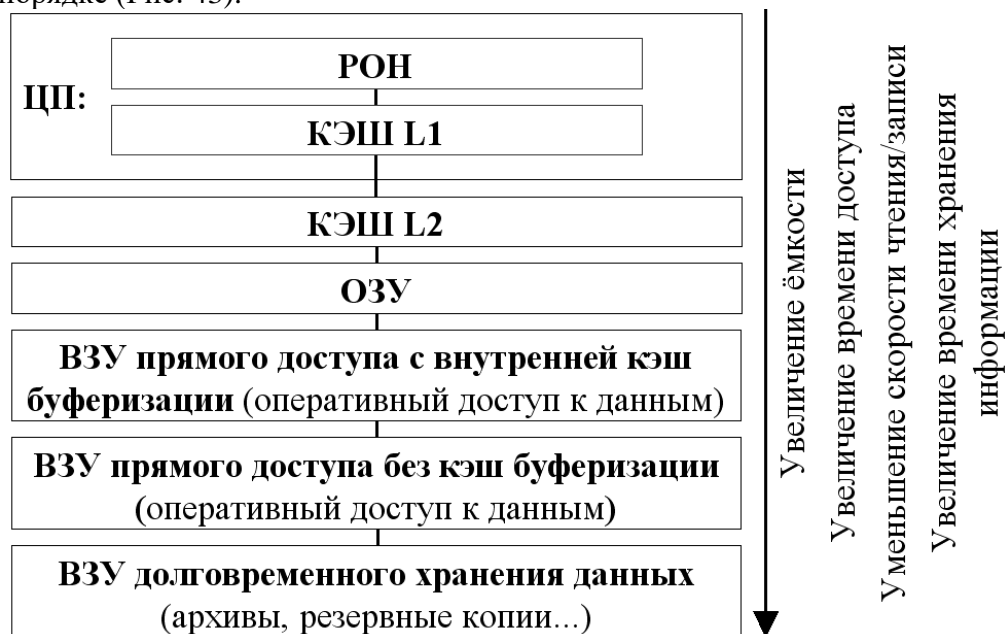 порядке (Рис. 43).
ЦП:
РОН
КЭШ L1
КЭШ L2
ОЗУ
ВЗУ прямого доступа с внутренней кэш
буферизации (оперативный доступ к данным)
ВЗУ прямого доступа без кэш буферизации
(оперативный доступ к данным)
ВЗУ долговременного хранения данных
(архивы, резервные копии...)
Увеличение ёмкости
Увеличение времени доступа
Уменьшение скорости чтения/записи
Увеличение времени хранения
информации